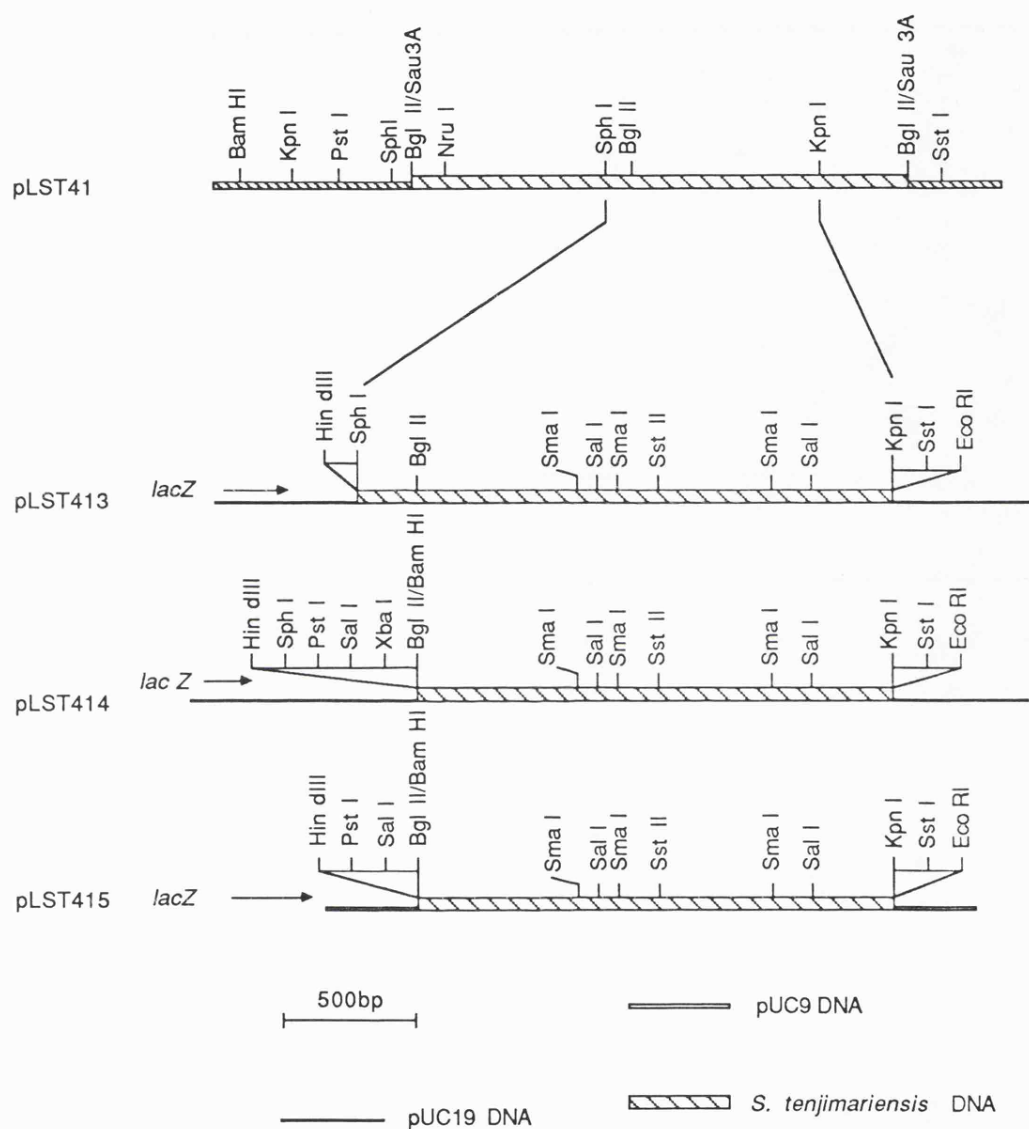 Bam HI
Kpn I
Pst I
SphI
Bgl II/Sau3A
Nru I
Sph I
Bgl II
Kpn I
Bgl II/Sau 3A
Sst I
pLST41
Hin dIII
Sph I
Bgl II
Sma I
Sal I
Sma I
Sst II
Sma I
Sal I
Kpn I
Sst I
Eco RI
lacZ
pLST413
Hin dIII
Sph I
Pst I
Sal I
Xba I
Bgl II/Bam HI
Sma I
Sal I
Sma I
Sst II
Sma I
Sal I
Kpn I
Sst I
Eco RI
lac Z
pLST414
Hin dIII
Pst I
Sal I
Bgl II/Bam HI
Sma I
Sal I
Sma I
Sst II
Sma I
Sal I
Kpn I
Sst I
Eco RI
lacZ
pLST415
500bp
pUC9 DNA
pUC19 DNA
S. tenjimariensis DNA